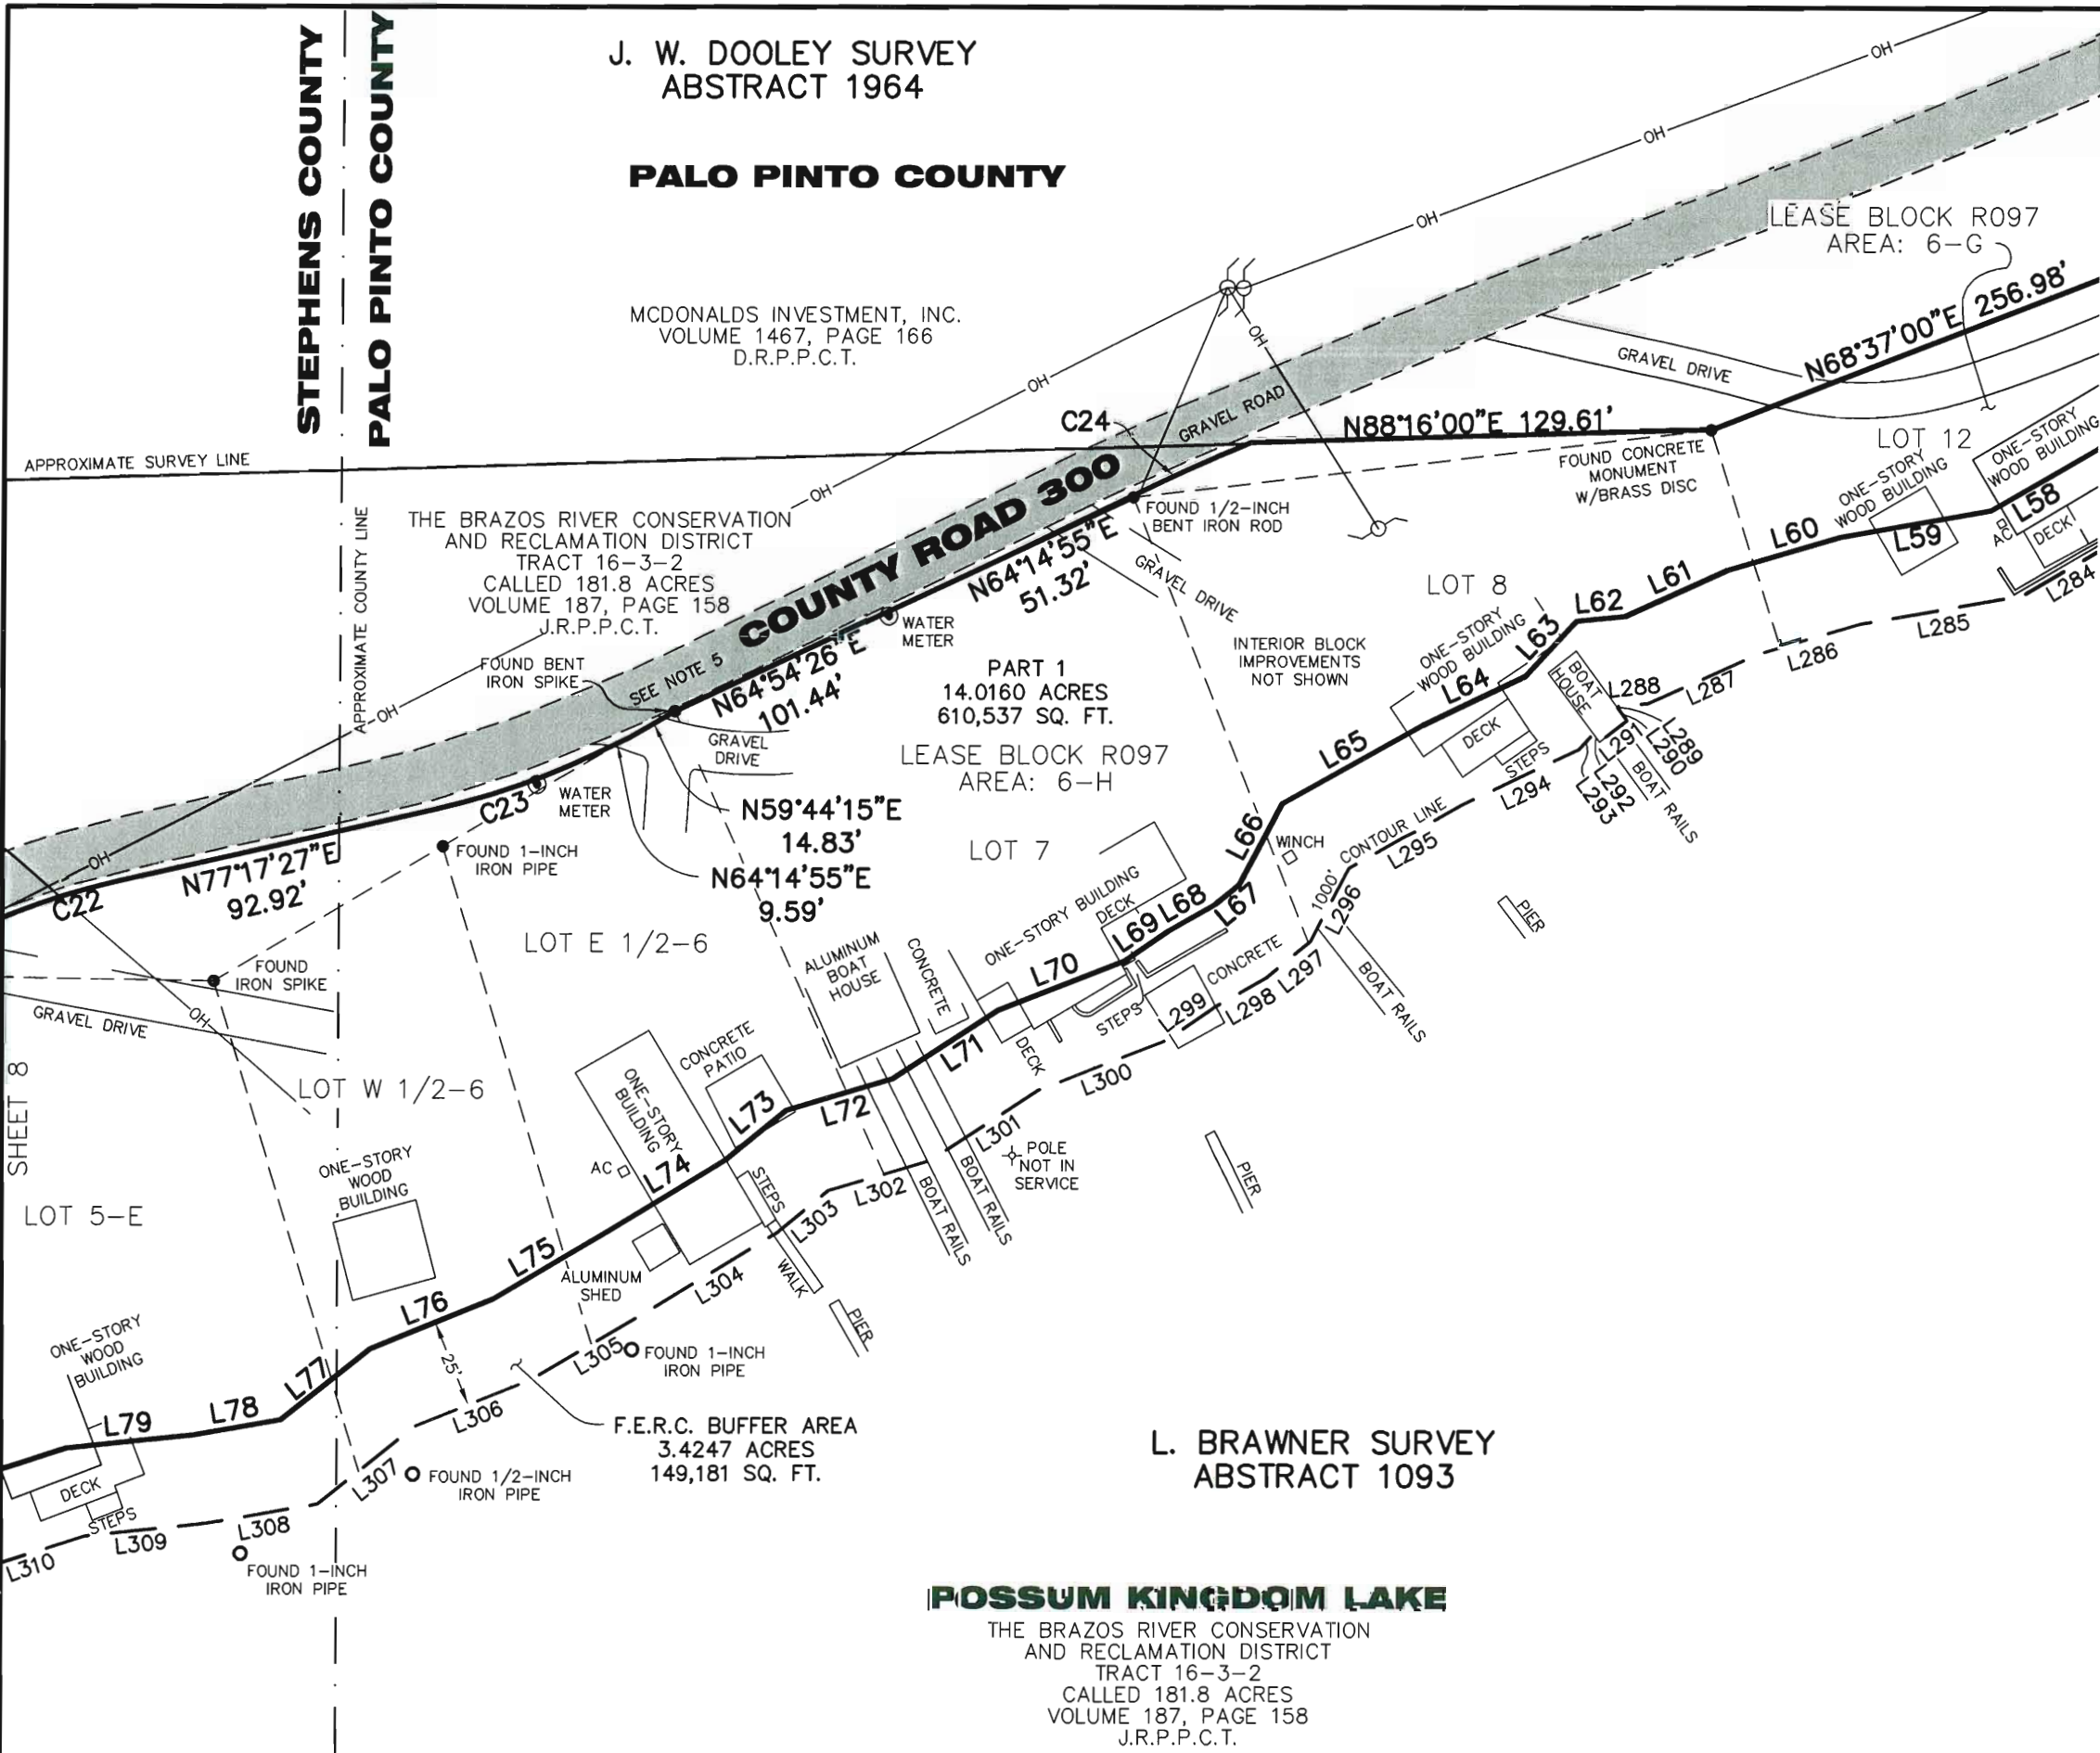 STEPHENS COUNTY
PALO PINTO COUNTY
J. W. DOOLEY SURVEY
ABSTRACT 1964
PALO PINTO COUNTY
MCDONALDS INVESTMENT, INC.
VOLUME 1467, PAGE 166
D.R.P.P.C.T.
OH
OH
OH
OH
OH
OH
OH
OH
OH
LEASE BLOCK R097
AREA: 6-G
N68°37'00"E 256.98'
GRAVEL DRIVE
C24
GRAVEL ROAD
N88°16'00"E 129.61'
FOUND CONCRETE
MONUMENT
W/BRASS DISC
LOT 12
ONE-STORY
WOOD BUILDING
ONE-STORY
WOOD BUILDING
L58
AC
DECK
L59
L60
L61
L62
L63
L64
L284
L285
L286
L287
L288
L289
L290
L291
L292
L293
L294
L295
L296
L297
L298
L299
L300
L301
L302
L303
L304
L305
L306
L307
L308
L309
L310
APPROXIMATE SURVEY LINE
APPROXIMATE COUNTY LINE
THE BRAZOS RIVER CONSERVATION
AND RECLAMATION DISTRICT
TRACT 16-3-2
CALLED 181.8 ACRES
VOLUME 187, PAGE 158
J.R.P.P.C.T.
COUNTY ROAD 300
SEE NOTE 5
FOUND 1/2-INCH
BENT IRON ROD
N64°14'55"E
51.32'
GRAVEL DRIVE
WATER
METER
N64°54'26"E
101.44'
FOUND BENT
IRON SPIKE
LOT 8
ONE-STORY
WOOD BUILDING
INTERIOR BLOCK
IMPROVEMENTS
NOT SHOWN
BOAT
HOUSE
DECK
STEPS
BOAT RAILS
PART 1
14.0160 ACRES
610,537 SQ. FT.
LEASE BLOCK R097
AREA: 6-H
GRAVEL
DRIVE
N59°44'15"E
14.83'
N64°14'55"E
9.59'
C23
WATER
METER
FOUND 1-INCH
IRON PIPE
N77°17'27"E
92.92'
C22
LOT 7
L65
L66
WINCH
1000' CONTOUR LINE
PIER
L67
L68
L69
L70
L71
L72
L73
L74
L75
L76
L77
L78
L79
ONE-STORY BUILDING
DECK
CONCRETE
STEPS
BOAT RAILS
LOT E 1/2-6
ALUMINUM
BOAT
HOUSE
CONCRETE
DECK
FOUND
IRON SPIKE
GRAVEL DRIVE
OH
SHEET 8
LOT W 1/2-6
CONCRETE
PATIO
ONE-STORY
BUILDING
AC
STEPS
WALK
POLE
NOT IN
SERVICE
BOAT RAILS
BOAT RAILS
PIER
PIER
ONE-STORY
WOOD
BUILDING
LOT 5-E
ALUMINUM
SHED
FOUND 1-INCH
IRON PIPE
25'
ONE-STORY
WOOD
BUILDING
DECK
STEPS
F.E.R.C. BUFFER AREA
3.4247 ACRES
149,181 SQ. FT.
FOUND 1/2-INCH
IRON PIPE
FOUND 1-INCH
IRON PIPE
L. BRAWNER SURVEY
ABSTRACT 1093
POSSUM KINGDOM LAKE
THE BRAZOS RIVER CONSERVATION
AND RECLAMATION DISTRICT
TRACT 16-3-2
CALLED 181.8 ACRES
VOLUME 187, PAGE 158
J.R.P.P.C.T.